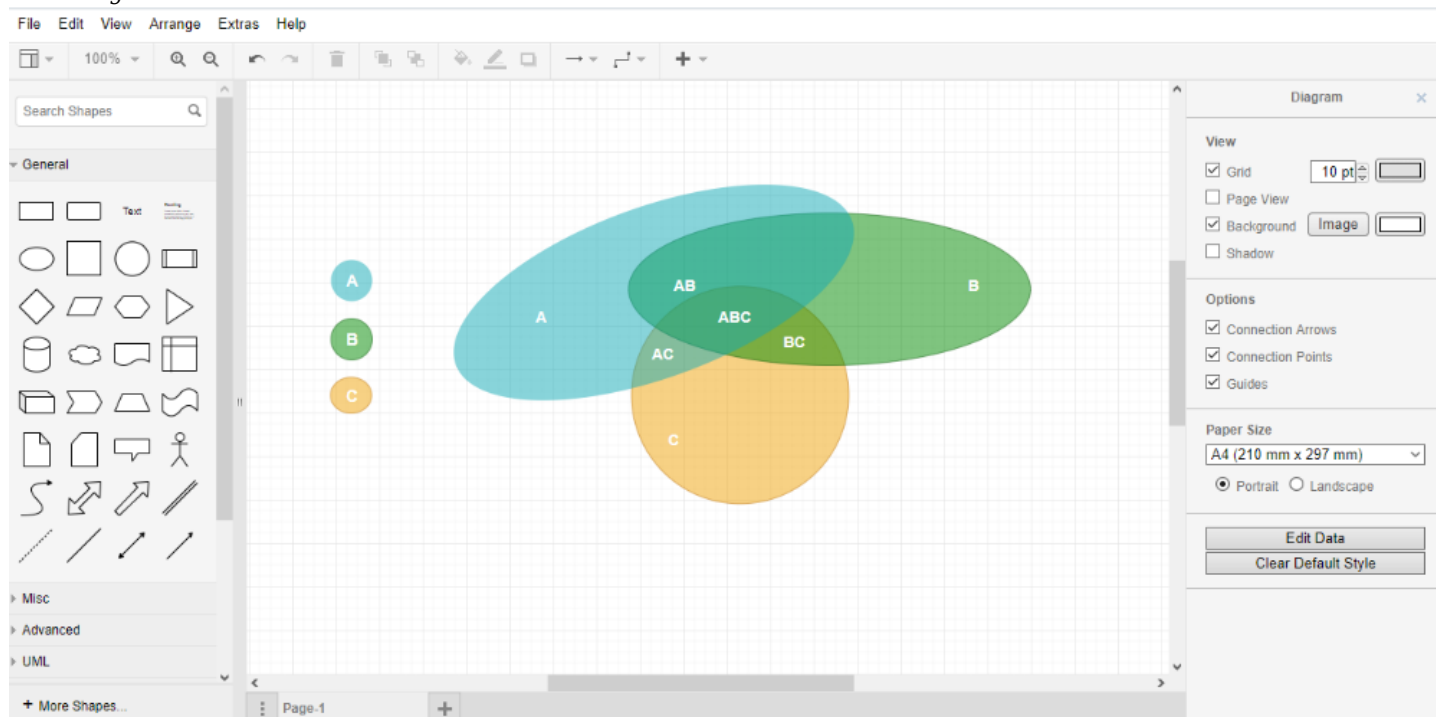 File Edit View Arrange Extras Help
100%
Search Shapes
General
Text
Misc
Advanced
UML
+ More Shapes...
A
B
C
A
AB
B
ABC
BC
AC
C
Page-1
Diagram
View
Grid 10 pt
Page View
Background Image
Shadow
Options
Connection Arrows
Connection Points
Guides
Paper Size
A4 (210 mm x 297 mm)
Portrait Landscape
Edit Data
Clear Default Style